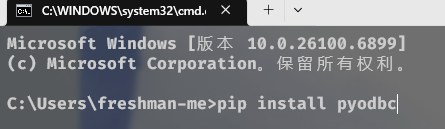 C:\WINDOWS\system32\cmd.
Microsoft Windows [版本 10.0.26100.6899]
(c) Microsoft Corporation。保留所有权利。
C:\Users\freshman-me>pip install pyodbc